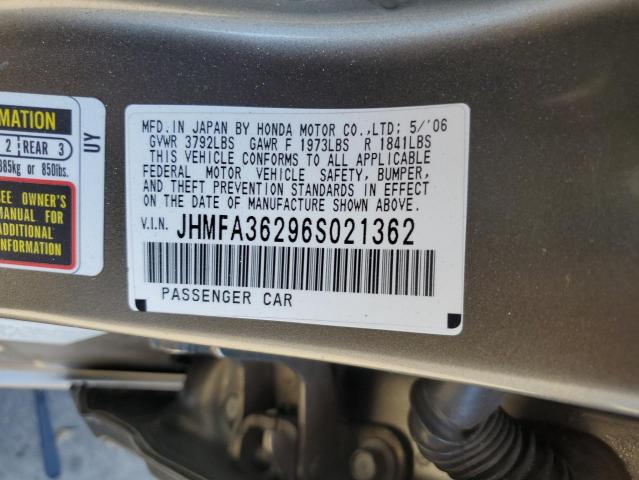 MATION
2 REAR 3
385kg or 850lbs.
SEE OWNER'S
MANUAL FOR
ADDITIONAL
INFORMATION
UY
MFD.IN JAPAN BY HONDA MOTOR CO.,LTD; 5/'06
GVWR 3792LBS GAWR F 1973LBS R 1841LBS
THIS VEHICLE CONFORMS TO ALL APPLICABLE
FEDERAL MOTOR VEHICLE SAFETY, BUMPER,
AND THEFT PREVENTION STANDARDS IN EFFECT ON
THE DATE OF MANUFACTURE SHOWN ABOVE.
V.I.N. JHMFA36296S021362
PASSENGER CAR